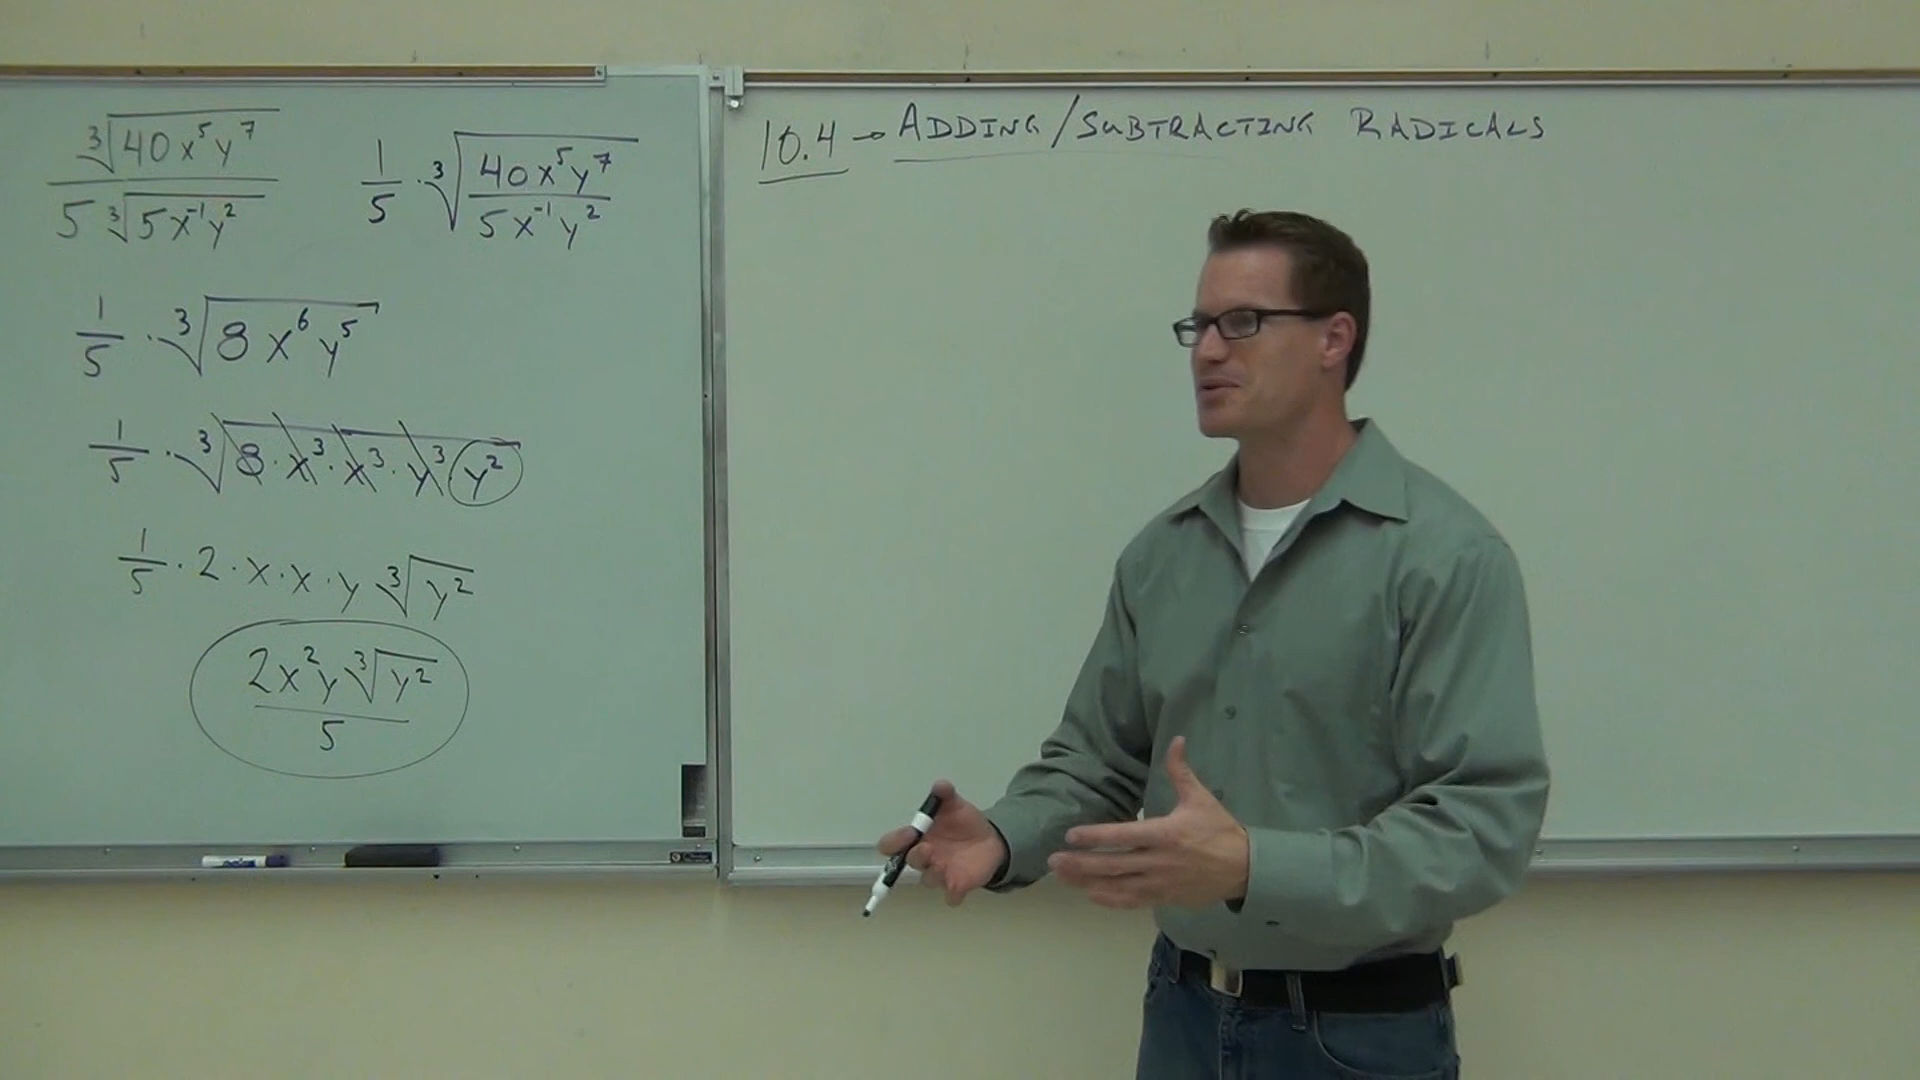 ∛(40x⁵y⁷) / 5∛(5x⁻¹y²)
1/5 · ∛(40x⁵y⁷ / 5x⁻¹y²)
1/5 · ∛(8x⁶y⁵)
1/5 · ∛(8 · x³ · x³ · y³ y²)
1/5 · 2 · x · x · y ∛(y²)
2x²y∛(y²) / 5
10.4 → ADDING/SUBTRACTING RADICALS